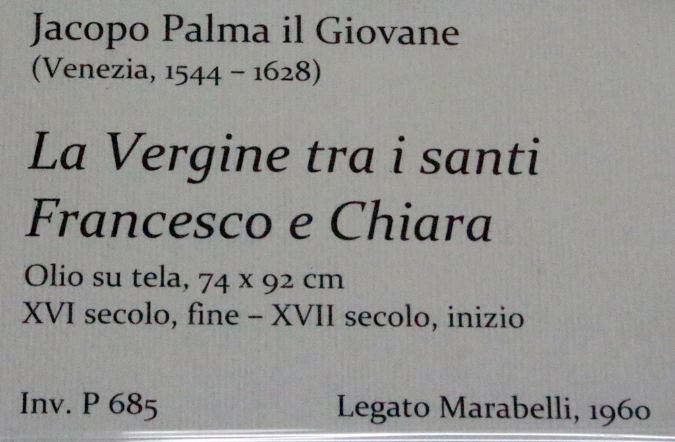 Jacopo Palma il Giovane
(Venezia, 1544 – 1628)
La Vergine tra i santi
Francesco e Chiara
Olio su tela, 74 x 92 cm
XVI secolo, fine – XVII secolo, inizio
Inv. P 685 Legato Marabelli, 1960